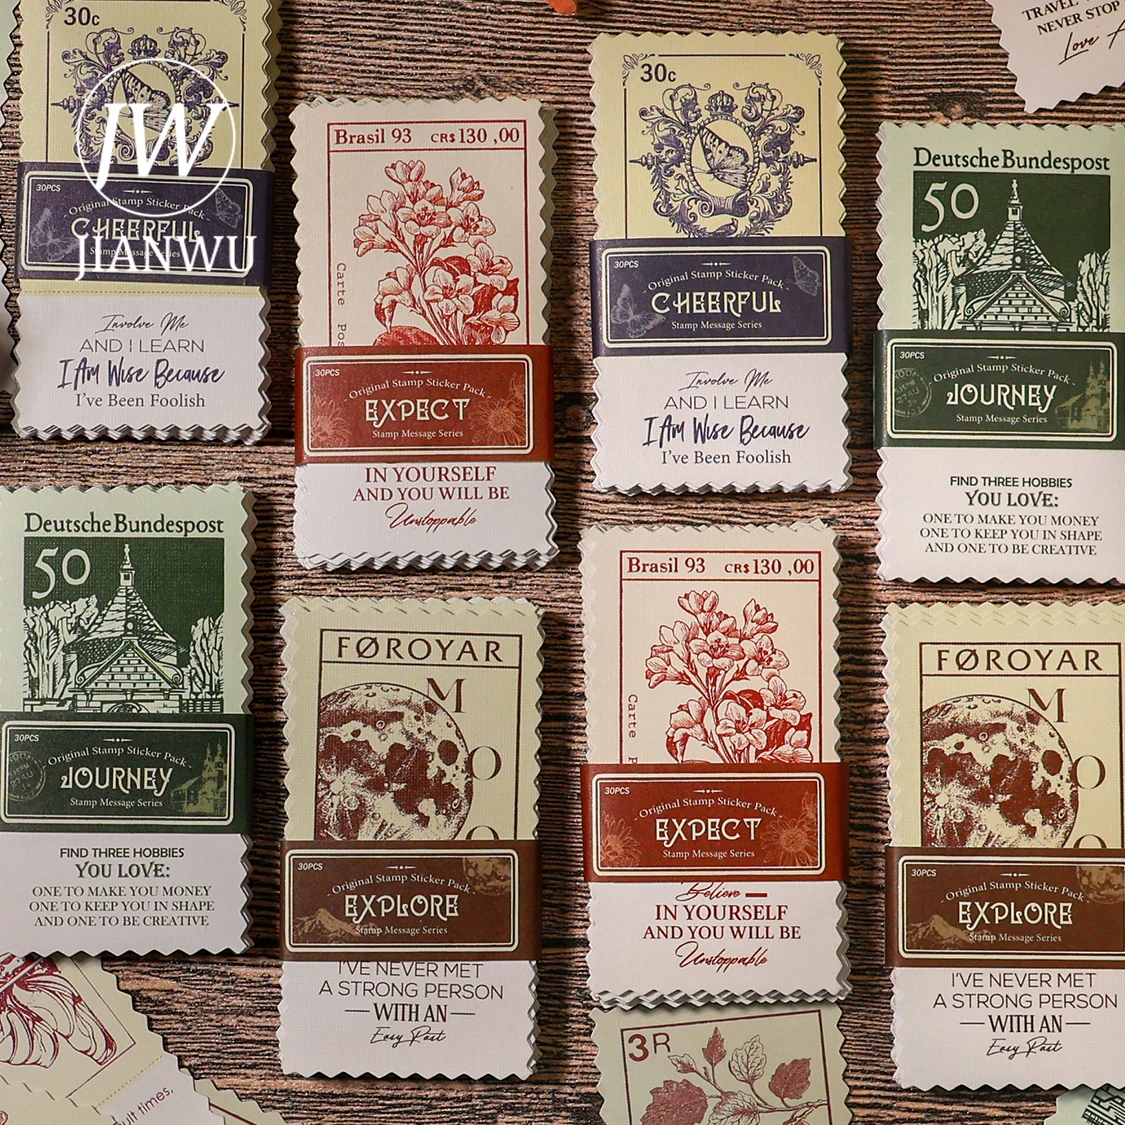 30c
JW
JIANWU
30PCS
Original Stamp Sticker Pack
CHEERFUL
Stamp Message Series
Involve Me
AND I LEARN
I Am Wise Because
I've Been Foolish
Brasil 93 CR$ 130 ,00
Carte Pos
30PCS
Original Stamp Sticker Pack
EXPECT
Stamp Message Series
IN YOURSELF
AND YOU WILL BE
Unstoppable
30c
30PCS
Original Stamp Sticker Pack
CHEERFUL
Stamp Message Series
Involve Me
AND I LEARN
I Am Wise Because
I've Been Foolish
TRAVEL
NEVER STOP
Love
Deutsche Bundespost
50
30PCS
Original Stamp Sticker Pack
JOURNEY
Stamp Message Series
FIND THREE HOBBIES
YOU LOVE:
ONE TO MAKE YOU MONEY
ONE TO KEEP YOU IN SHAPE
AND ONE TO BE CREATIVE
Deutsche Bundespost
50
30PCS
Original Stamp Sticker Pack
JOURNEY
Stamp Message Series
FIND THREE HOBBIES
YOU LOVE:
ONE TO MAKE YOU MONEY
ONE TO KEEP YOU IN SHAPE
AND ONE TO BE CREATIVE
FØROYAR
M
O
O
30PCS
Original Stamp Sticker Pack
EXPLORE
Stamp Message Series
I'VE NEVER MET
A STRONG PERSON
— WITH AN —
Easy Past
Brasil 93 CR$ 130 ,00
Carte P
30PCS
Original Stamp Sticker Pack
EXPECT
Stamp Message Series
Believe
IN YOURSELF
AND YOU WILL BE
Unstoppable
FØROYAR
M
O
O
30PCS
Original Stamp Sticker Pack
EXPLORE
Stamp Message Series
I'VE NEVER MET
A STRONG PERSON
— WITH AN —
Easy Past
3R
times,